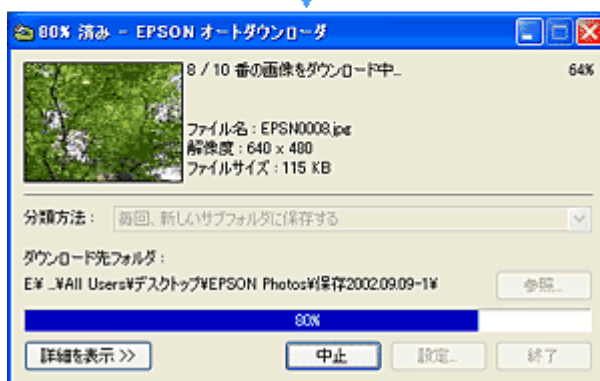 80% 済み - EPSON オートダウンローダ
8 / 10 番の画像をダウンロード中... 64%
ファイル名 : EPSN0008.jpg
解像度 : 640 x 480
ファイルサイズ : 115 KB
分類方法 : 毎回、新しいサブフォルダに保存する
ダウンロード先フォルダ :
E¥ ...¥All Users¥デスクトップ¥EPSON Photos¥保存2002.09.09-1¥ 参照...
80%
詳細を表示 >> 中止 設定... 終了